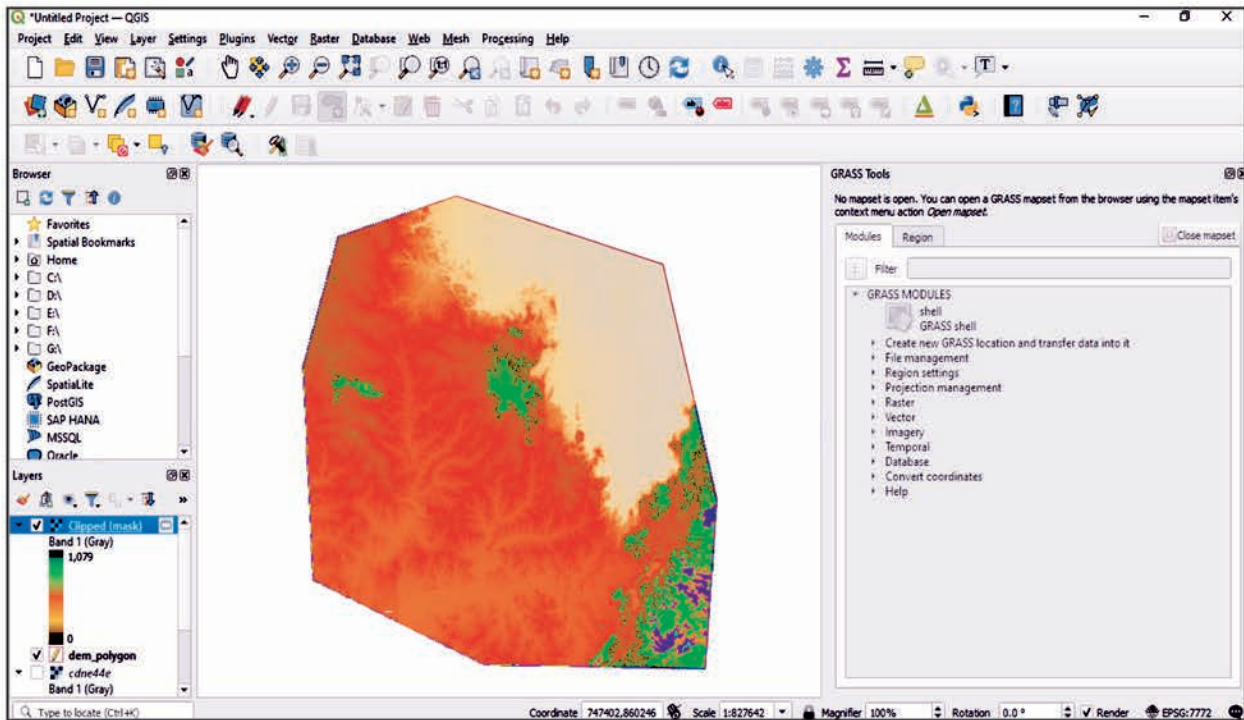 *Untitled Project — QGIS
Project Edit View Layer Settings Plugins Vector Raster Database Web Mesh Processing Help
Browser
Favorites
Spatial Bookmarks
Home
C:\
D:\
E:\
F:\
G:\
GeoPackage
SpatiaLite
PostGIS
SAP HANA
MSSQL
Oracle
Layers
Clipped (mask)
Band 1 (Gray)
1,079
0
dem_polygon
cdne44e
Band 1 (Gray)
GRASS Tools
No mapset is open. You can open a GRASS mapset from the browser using the mapset item's
context menu action Open mapset.
Modules Region Close mapset
Filter
GRASS MODULES
shell
GRASS shell
Create new GRASS location and transfer data into it
File management
Region settings
Projection management
Raster
Vector
Imagery
Temporal
Database
Convert coordinates
Help
Type to locate (Ctrl+K) Coordinate 747402,860246 Scale 1:827642 Magnifier 100% Rotation 0.0 ° Render EPSG:7772